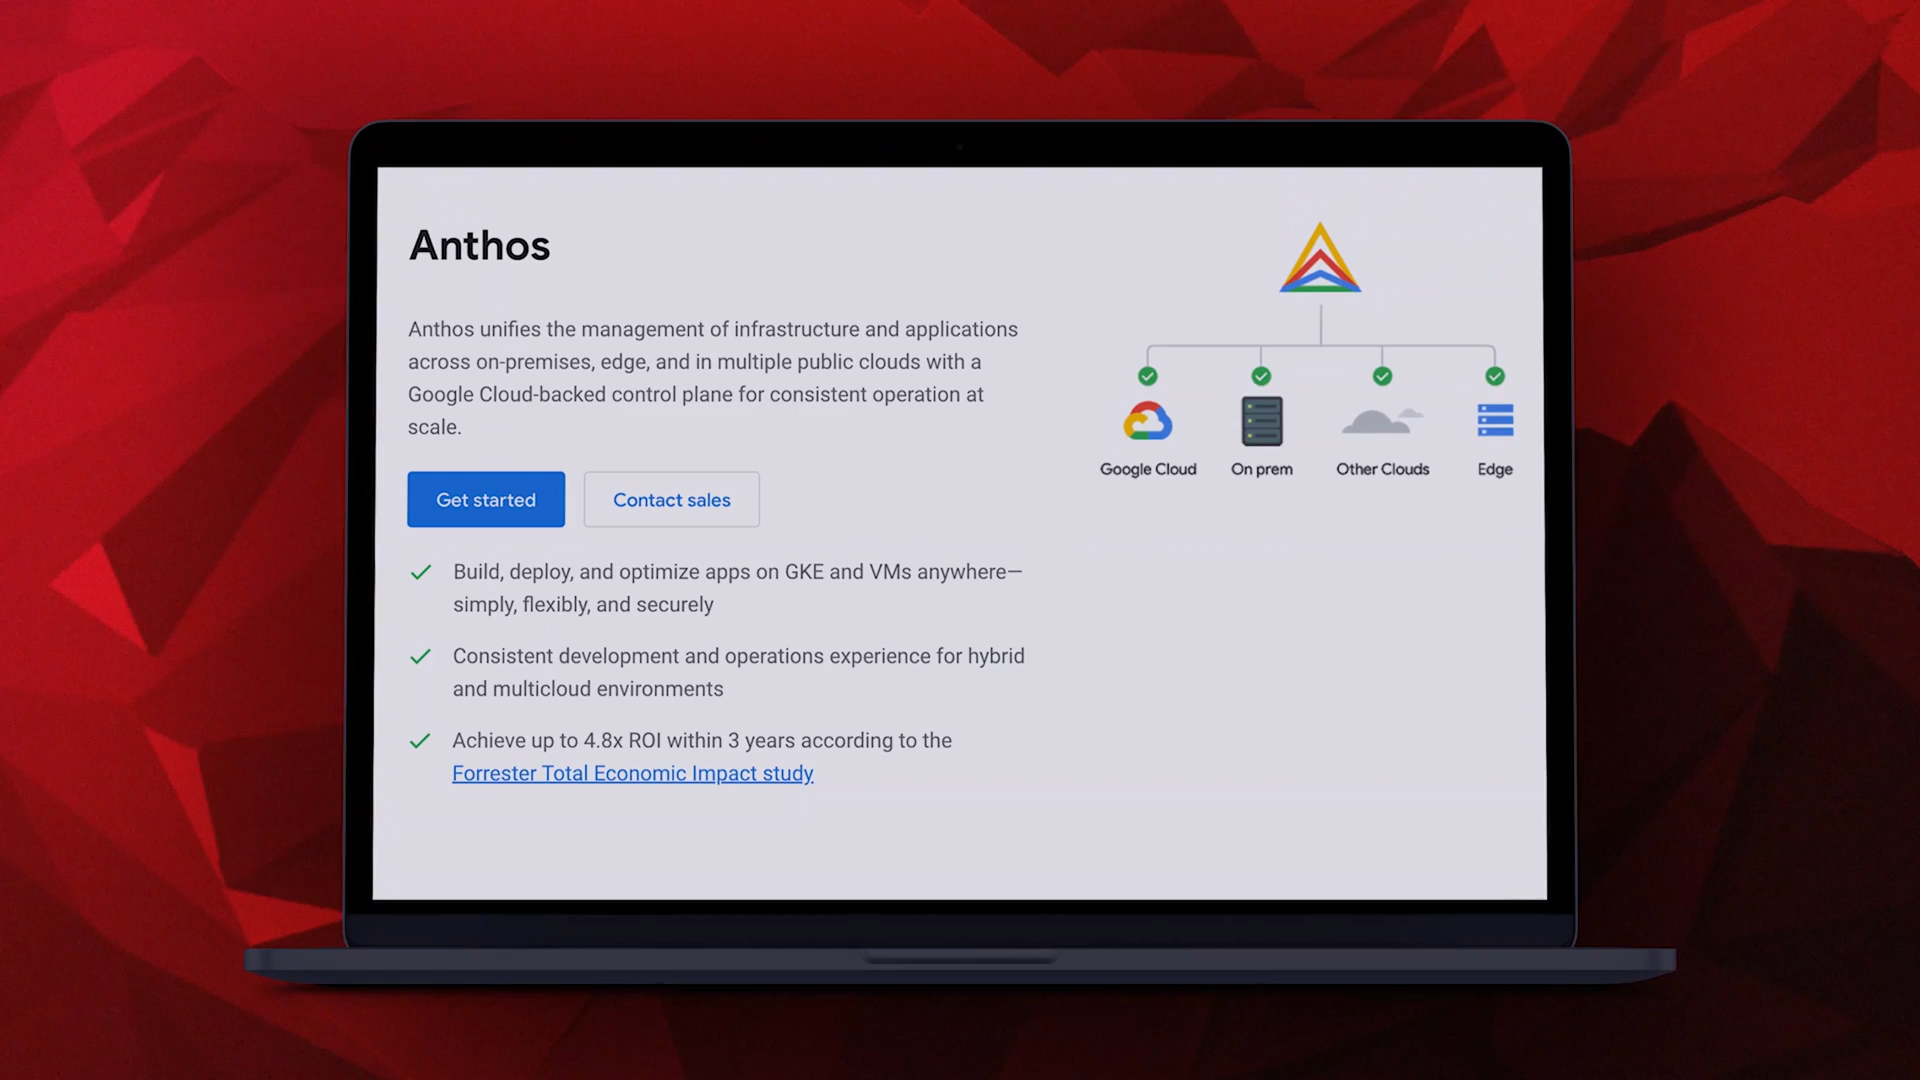 Anthos
Anthos unifies the management of infrastructure and applications
across on-premises, edge, and in multiple public clouds with a
Google Cloud-backed control plane for consistent operation at
scale.
Get started
Contact sales
Build, deploy, and optimize apps on GKE and VMs anywhere—
simply, flexibly, and securely
Consistent development and operations experience for hybrid
and multicloud environments
Achieve up to 4.8x ROI within 3 years according to the
Forrester Total Economic Impact study
Google Cloud
On prem
Other Clouds
Edge